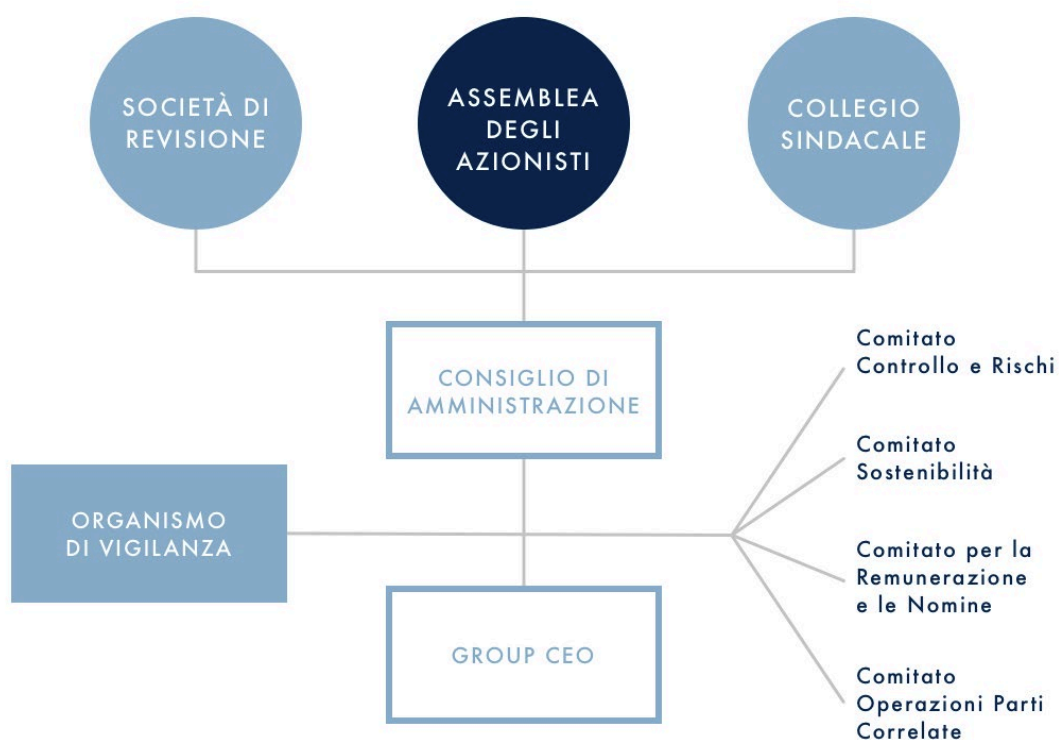 SOCIETÀ DI
REVISIONE
ASSEMBLEA
DEGLI
AZIONISTI
COLLEGIO
SINDACALE
CONSIGLIO DI
AMMINISTRAZIONE
Comitato
Controllo e Rischi
Comitato
Sostenibilità
ORGANISMO
DI VIGILANZA
Comitato per la
Remunerazione
e le Nomine
GROUP CEO
Comitato
Operazioni Parti
Correlate